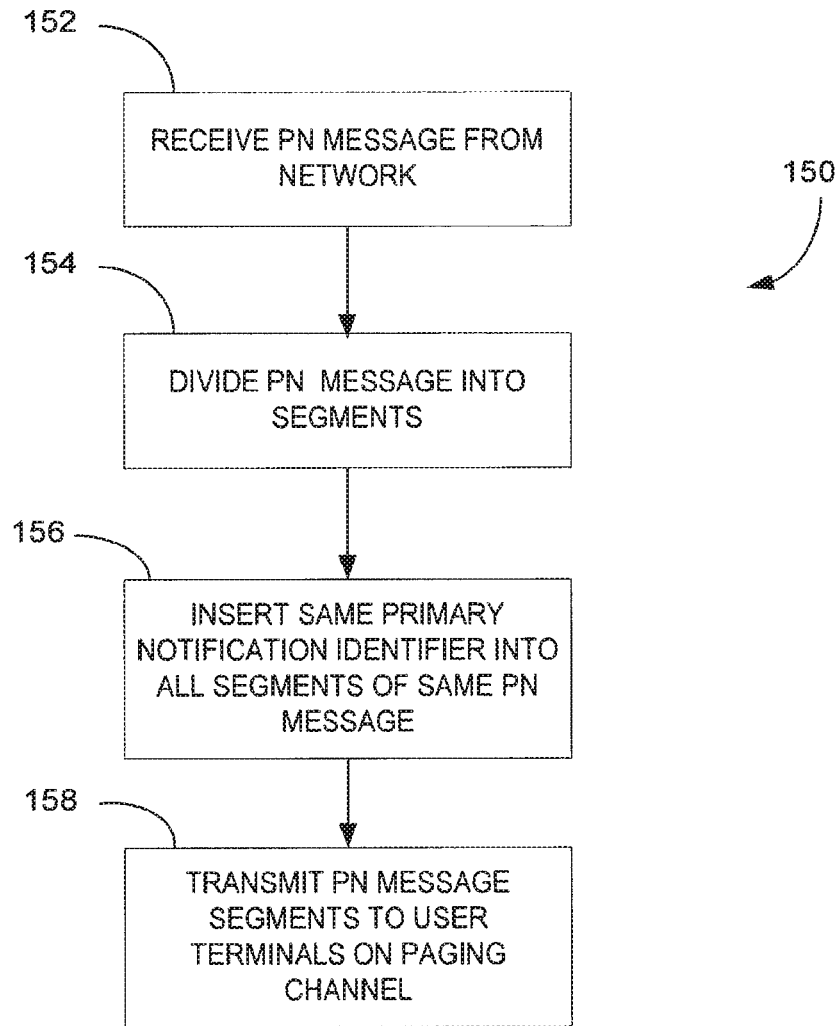 152
RECEIVE PN MESSAGE FROM
NETWORK
150
154
DIVIDE PN MESSAGE INTO
SEGMENTS
156
INSERT SAME PRIMARY
NOTIFICATION IDENTIFIER INTO
ALL SEGMENTS OF SAME PN
MESSAGE
158
TRANSMIT PN MESSAGE
SEGMENTS TO USER
TERMINALS ON PAGING
CHANNEL